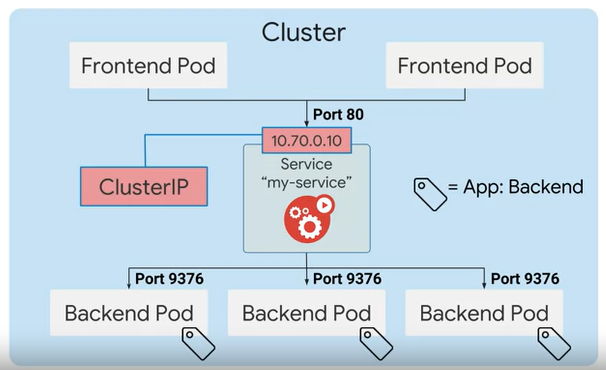 Cluster
Frontend Pod
Frontend Pod
Port 80
10.70.0.10
ClusterIP
Service
“my-service”
= App: Backend
Port 9376
Port 9376
Port 9376
Backend Pod
Backend Pod
Backend Pod